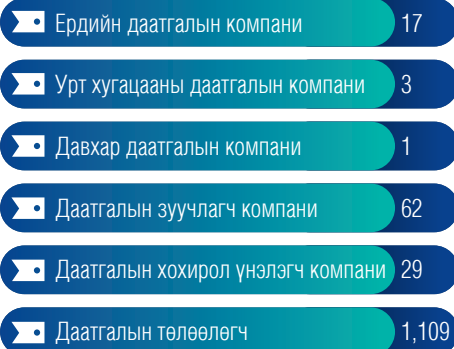 Ердийн даатгалын компани 17
Урт хугацааны даатгалын компани 3
Давхар даатгалын компани 1
Даатгалын зуучлагч компани 62
Даатгалын хохирол үнэлэгч компани 29
Даатгалын төлөөлөгч 1,109